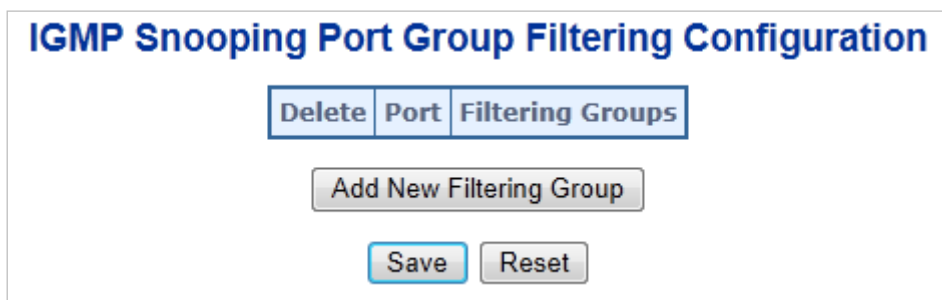 IGMP Snooping Port Group Filtering Configuration
Delete Port Filtering Groups
Add New Filtering Group
Save Reset